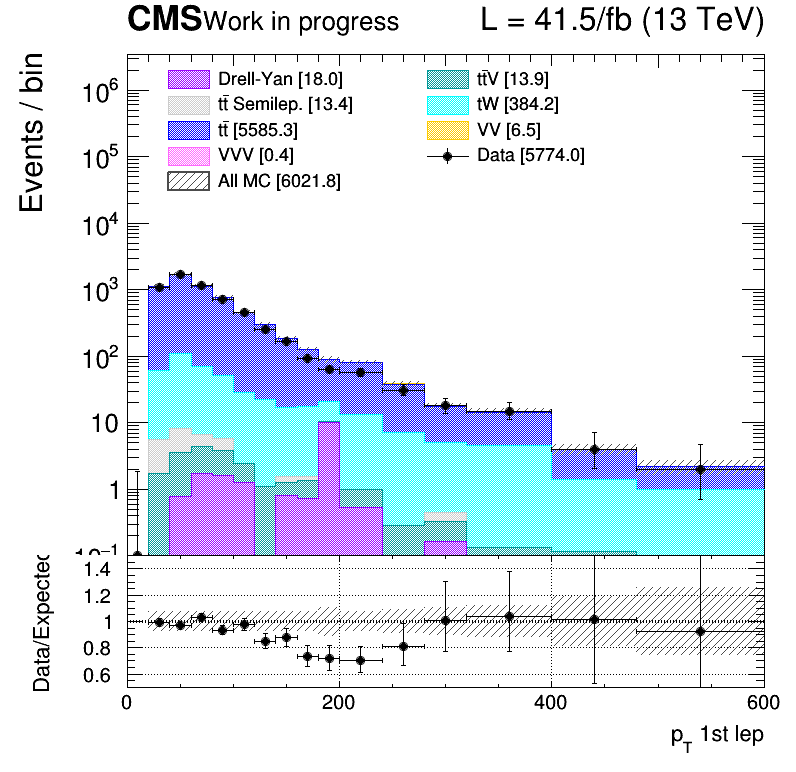 CMS Work in progress L = 41.5/fb (13 TeV)
Events / bin
Drell-Yan [18.0]
tt̄ Semilep. [13.4]
tt̄ [5585.3]
VVV [0.4]
All MC [6021.8]
tt̄V [13.9]
tW [384.2]
VV [6.5]
Data [5774.0]
10⁶
10⁵
10⁴
10³
10²
10
1
10⁻¹
Data/Expected
1.4
1.2
1
0.8
0.6
0 200 400 600
p_T 1st lep